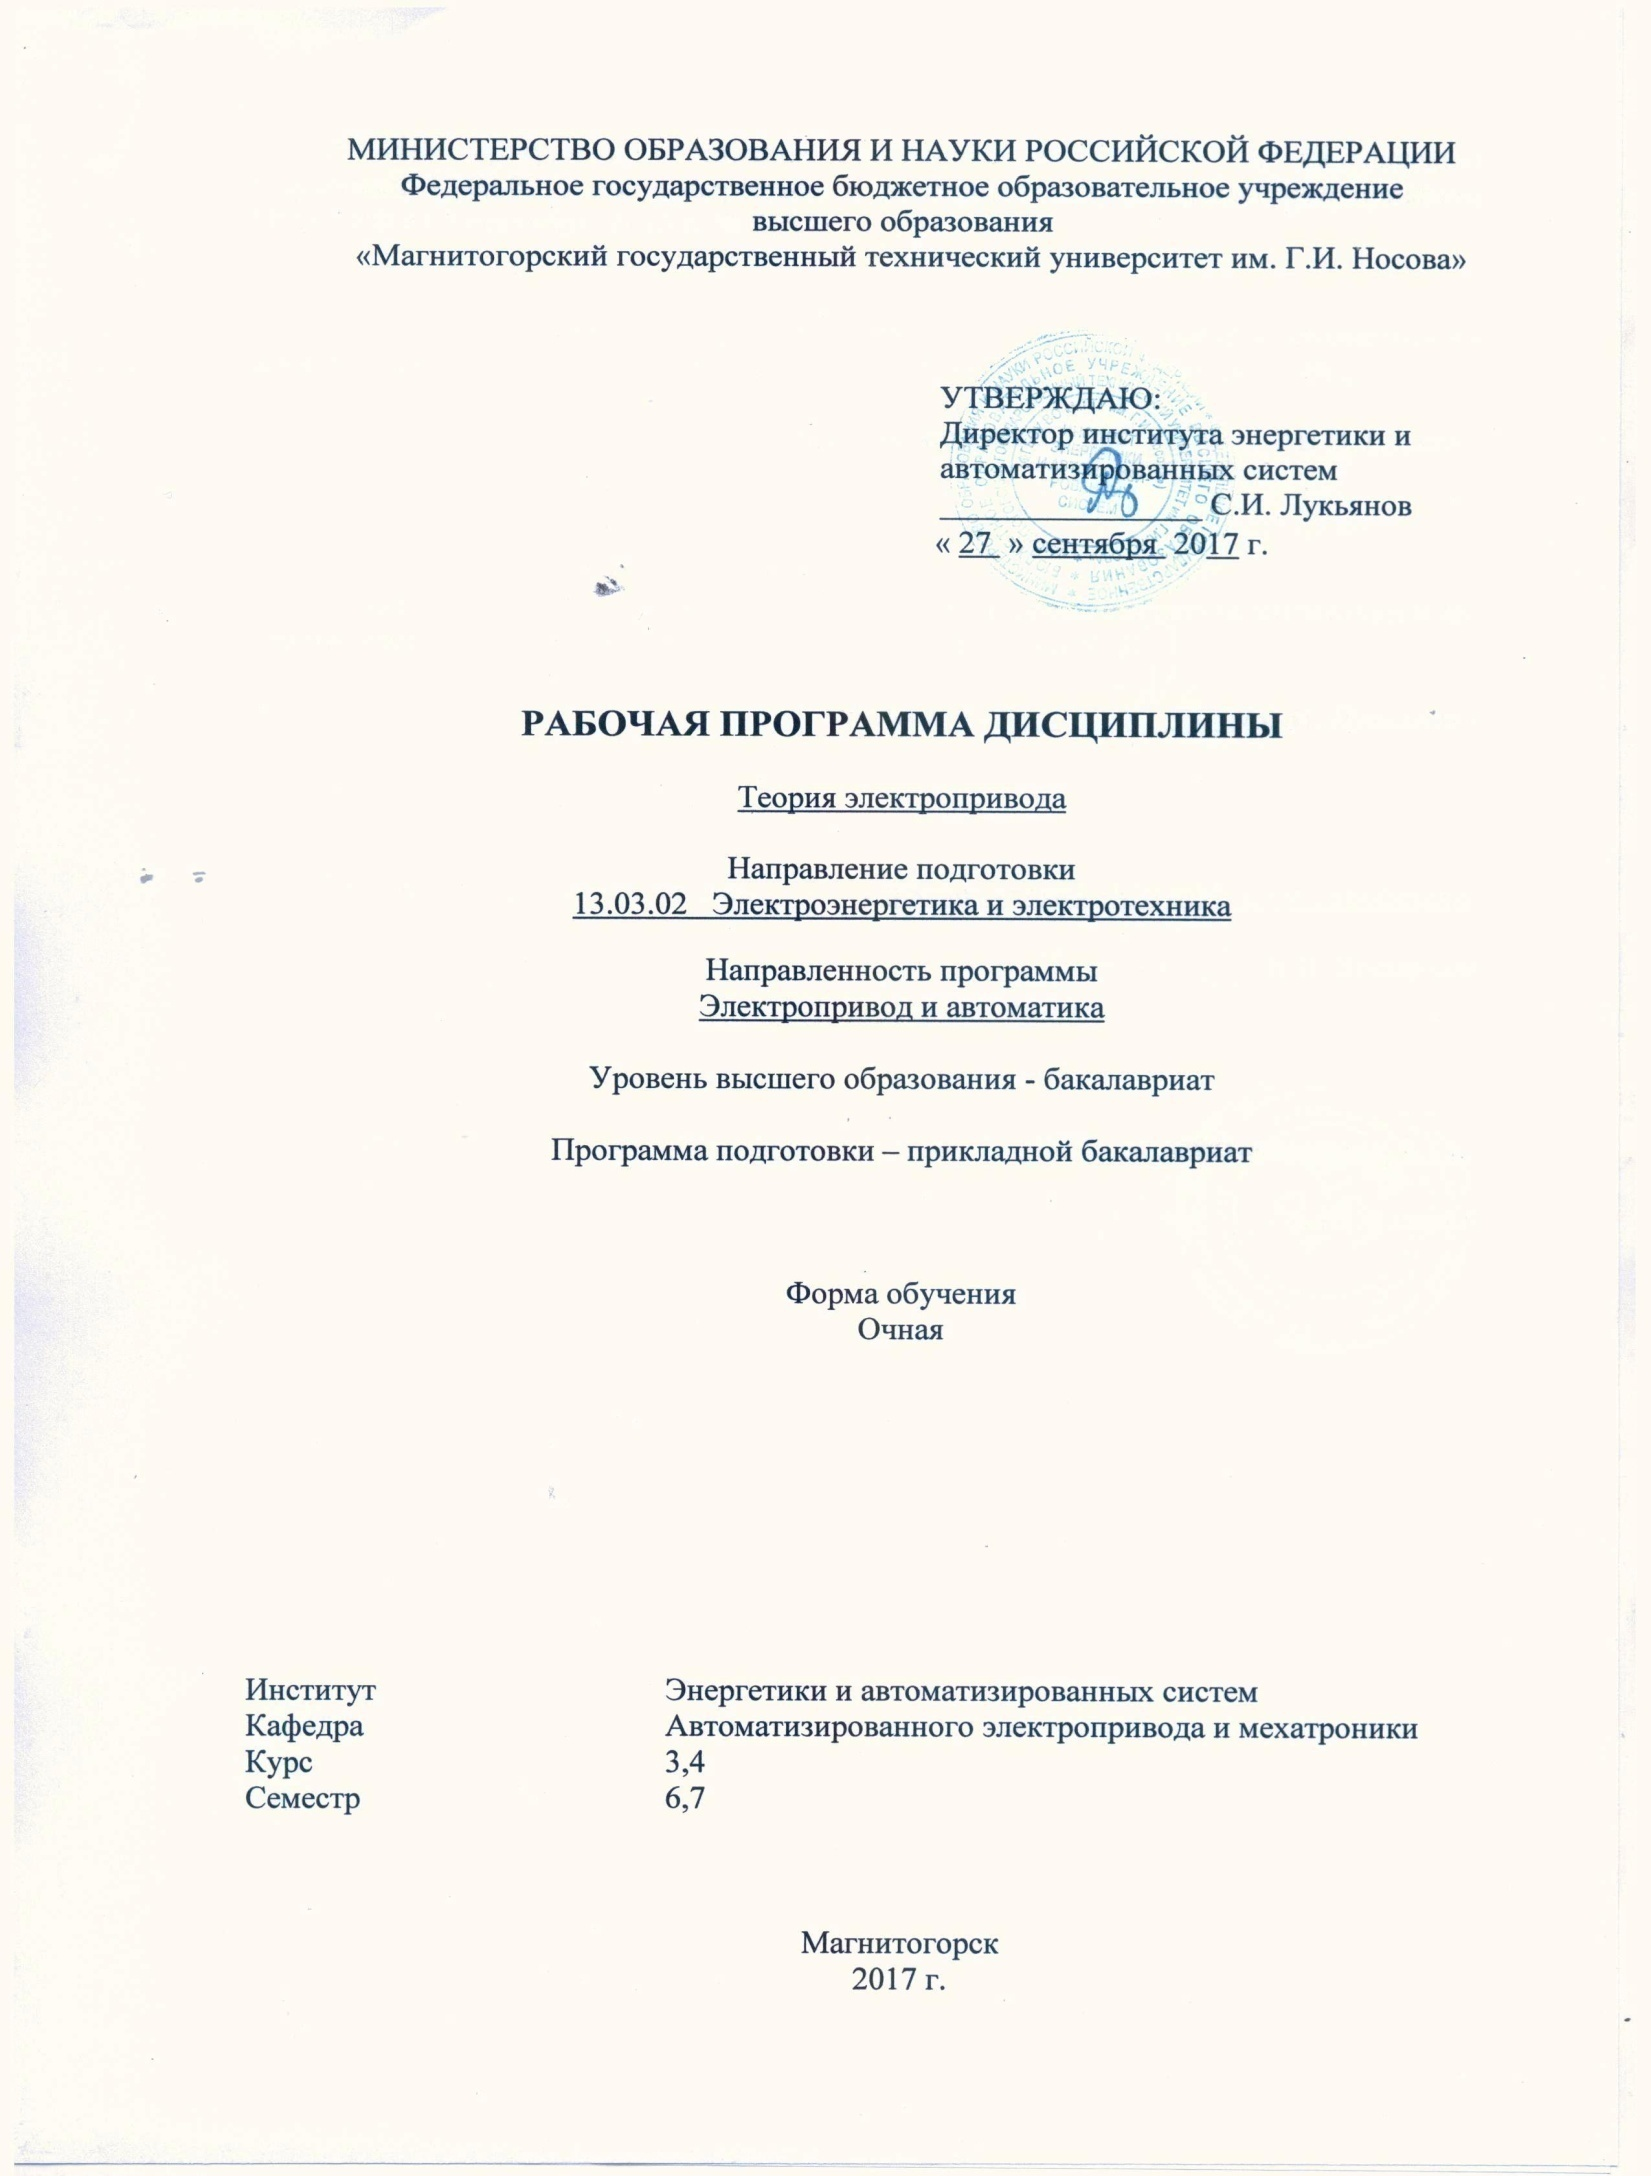 МИНИСТЕРСТВО ОБРАЗОВАНИЯ И НАУКИ РОССИЙСКОЙ ФЕДЕРАЦИИ
Федеральное государственное бюджетное образовательное учреждение
высшего образования
«Магнитогорский государственный технический университет им. Г.И. Носова»
УТВЕРЖДАЮ:
Директор института энергетики и
автоматизированных систем
С.И. Лукьянов
« 27 » сентября 2017 г.
РАБОЧАЯ ПРОГРАММА ДИСЦИПЛИНЫ
Теория электропривода
Направление подготовки
13.03.02 Электроэнергетика и электротехника
Направленность программы
Электропривод и автоматика
Уровень высшего образования - бакалавриат
Программа подготовки – прикладной бакалавриат
Форма обучения
Очная
Институт Энергетики и автоматизированных систем
Кафедра Автоматизированного электропривода и мехатроники
Курс 3,4
Семестр 6,7
Магнитогорск
2017 г.